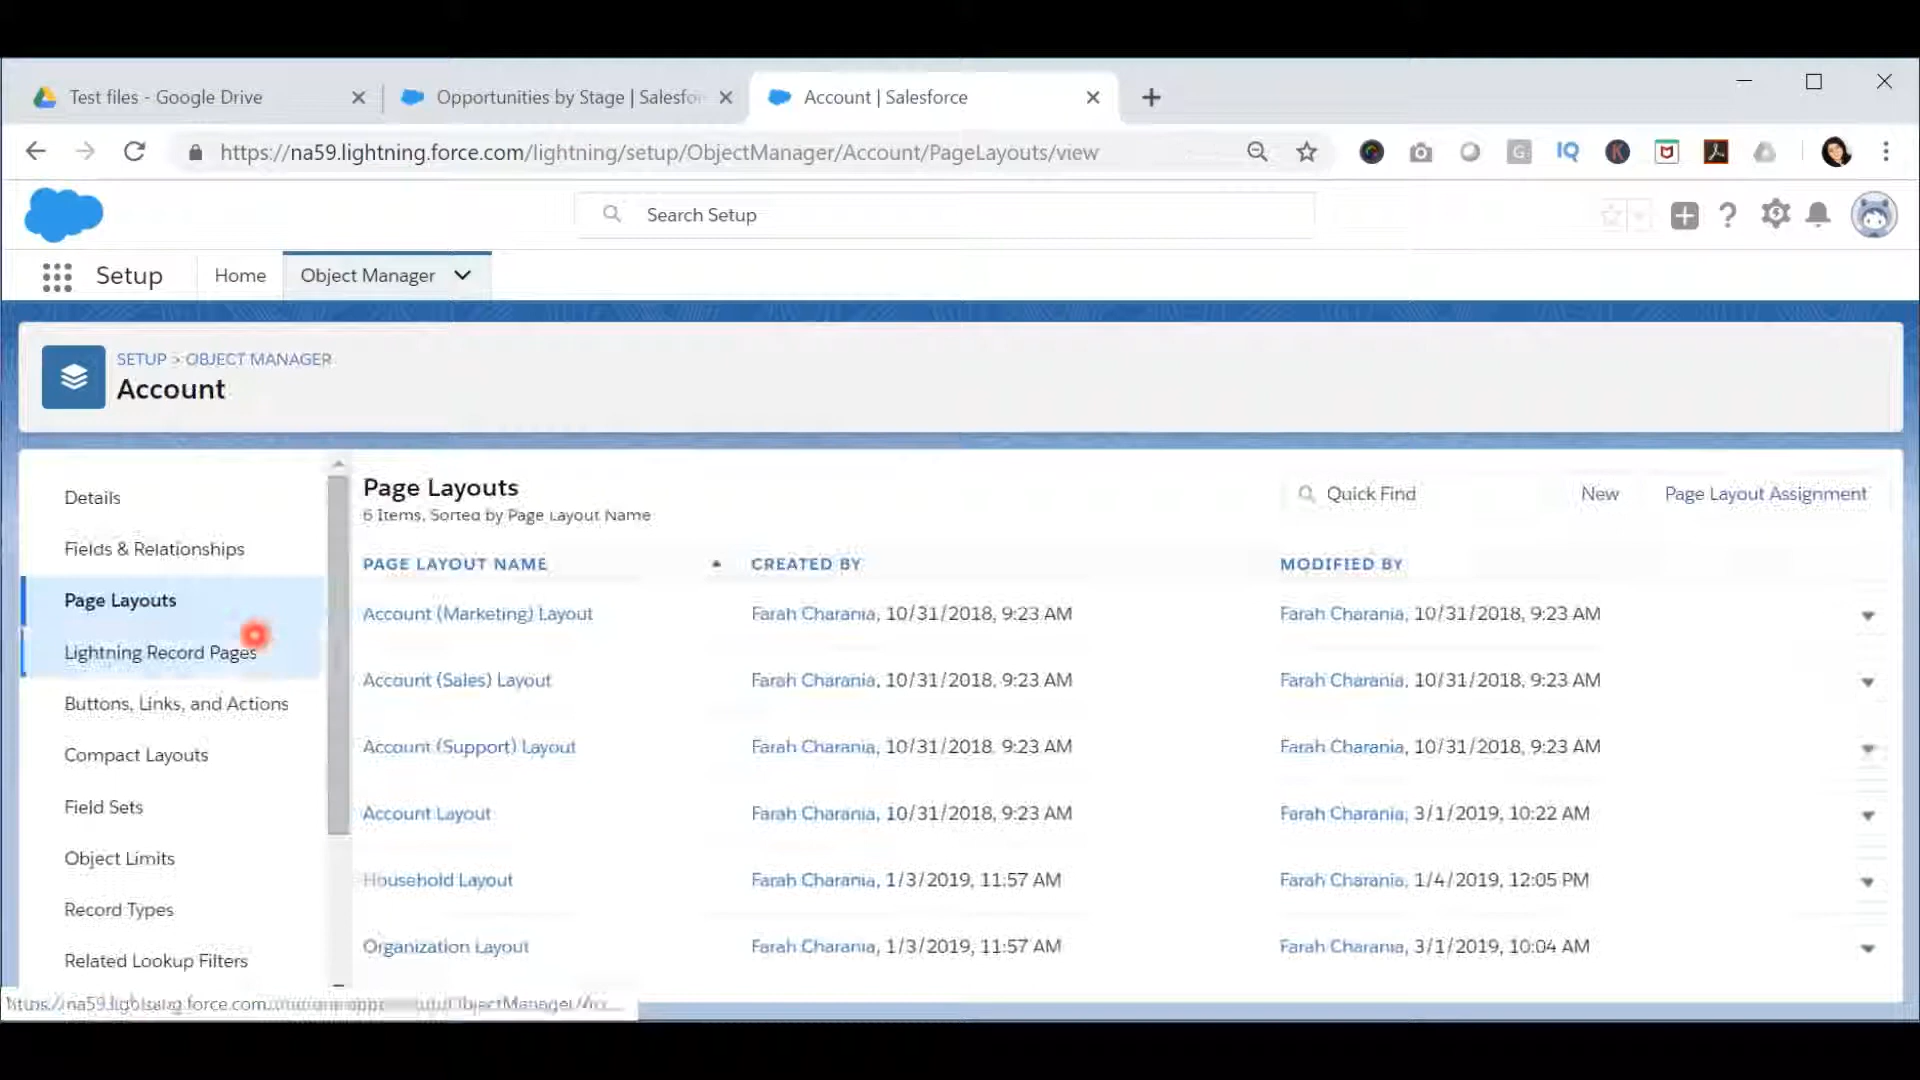 Test files - Google Drive
Opportunities by Stage | Salesfor
Account | Salesforce
https://na59.lightning.force.com/lightning/setup/ObjectManager/Account/PageLayouts/view
G
IQ
K
Search Setup
Setup
Home
Object Manager
SETUP > OBJECT MANAGER
Account
Details
Fields & Relationships
Page Layouts
Lightning Record Pages
Buttons, Links, and Actions
Compact Layouts
Field Sets
Object Limits
Record Types
Related Lookup Filters
Page Layouts
6 Items, Sorted by Page Layout Name
Quick Find
New
Page Layout Assignment
PAGE LAYOUT NAME CREATED BY MODIFIED BY
Account (Marketing) Layout Farah Charania, 10/31/2018, 9:23 AM Farah Charania, 10/31/2018, 9:23 AM
Account (Sales) Layout Farah Charania, 10/31/2018, 9:23 AM Farah Charania, 10/31/2018, 9:23 AM
Account (Support) Layout Farah Charania, 10/31/2018, 9:23 AM Farah Charania, 10/31/2018, 9:23 AM
Account Layout Farah Charania, 10/31/2018, 9:23 AM Farah Charania, 3/1/2019, 10:22 AM
Household Layout Farah Charania, 1/3/2019, 11:57 AM Farah Charania, 1/4/2019, 12:05 PM
Organization Layout Farah Charania, 1/3/2019, 11:57 AM Farah Charania, 3/1/2019, 10:04 AM